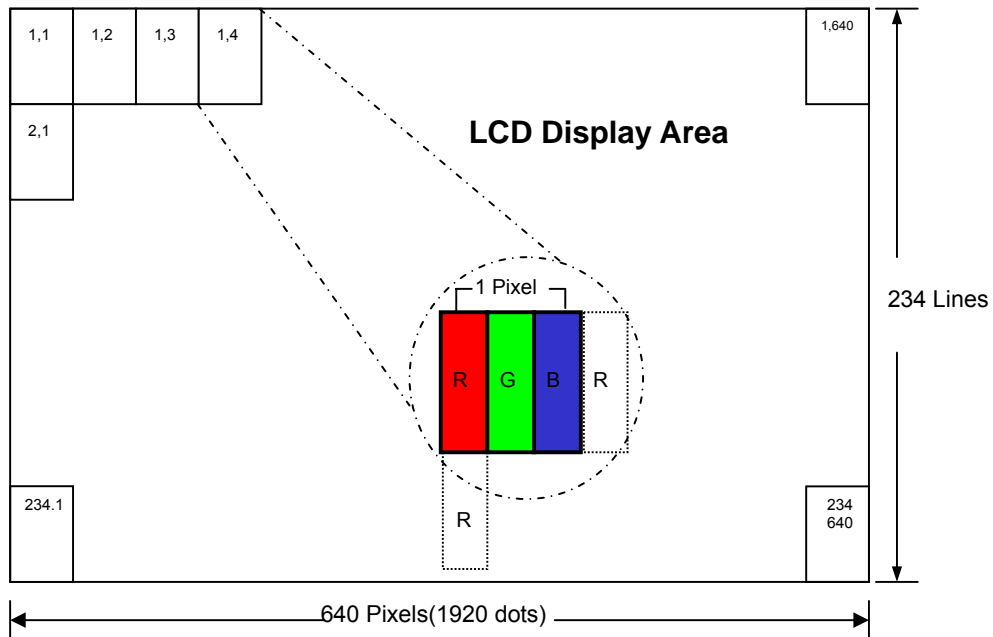 1,1 1,2 1,3 1,4 1,640
2,1
LCD Display Area
1 Pixel
234 Lines
R G B R
R
234.1
234
640
640 Pixels(1920 dots)